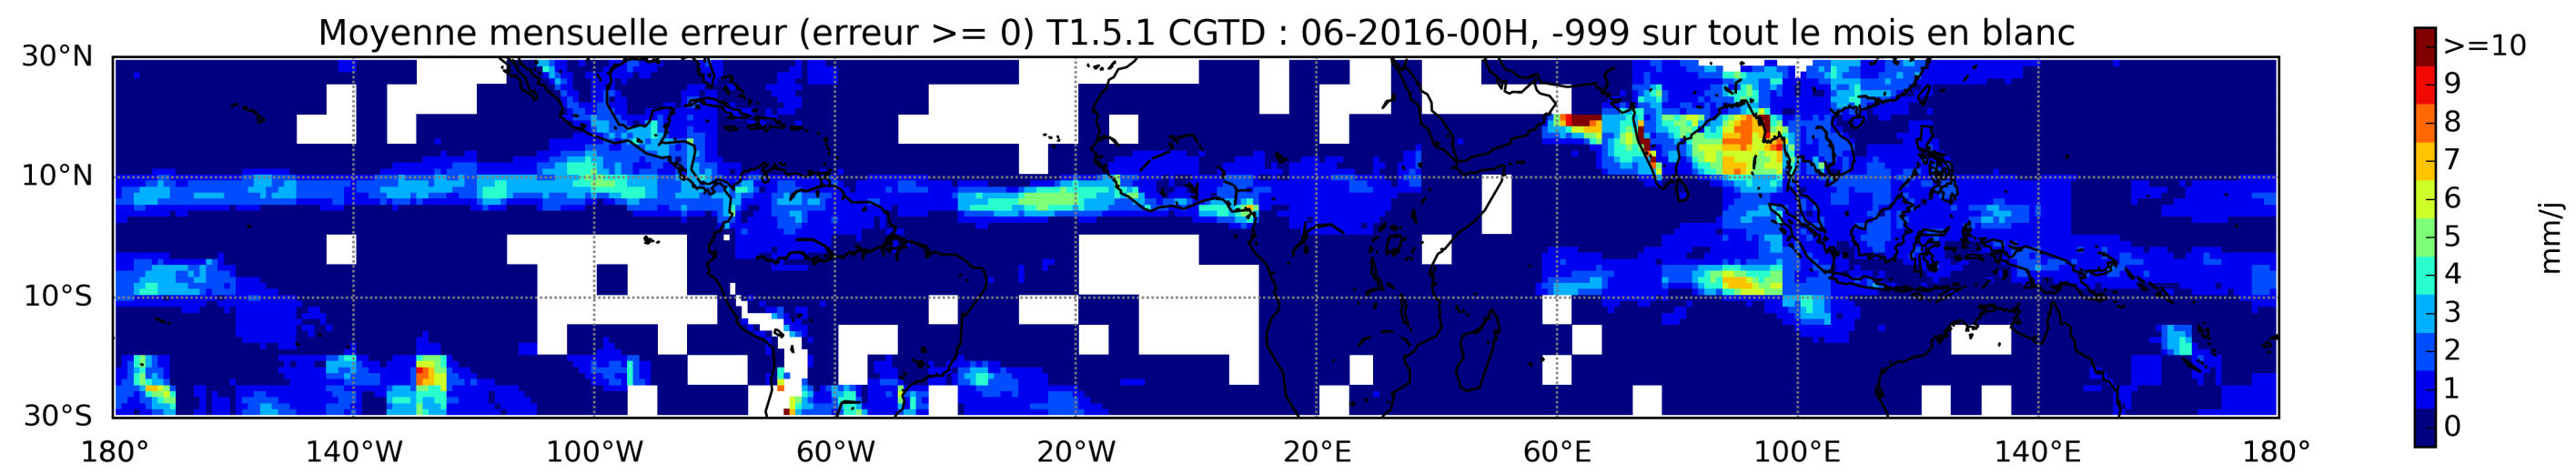 Moyenne mensuelle erreur (erreur >= 0) T1.5.1 CGTD : 06-2016-00H, -999 sur tout le mois en blanc
30°N
10°N
10°S
30°S
180° 140°W 100°W 60°W 20°W 20°E 60°E 100°E 140°E 180°
>=10
9
8
7
6
5
4
3
2
1
0
mm/j